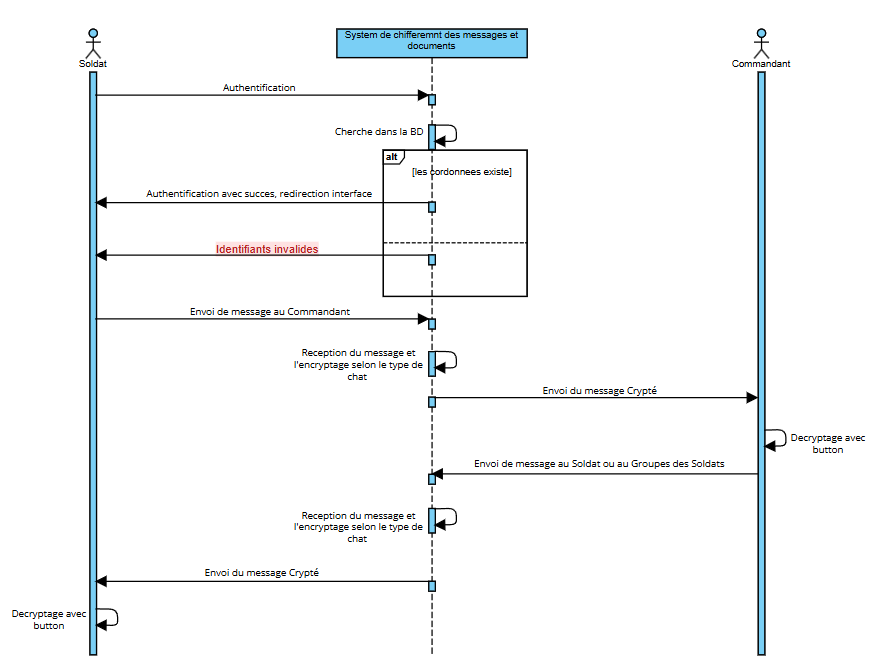 System de chifferemnt des messages et
documents
Soldat
Commandant
Authentification
Cherche dans la BD
alt
[les cordonnees existe]
Authentification avec succes, redirection interface
Identifiants invalides
Envoi de message au Commandant
Reception du message et
l'encryptage selon le type de
chat
Envoi du message Crypté
Decryptage avec
button
Envoi de message au Soldat ou au Groupes des Soldats
Reception du message et
l'encryptage selon le type de
chat
Envoi du message Crypté
Decryptage avec
button